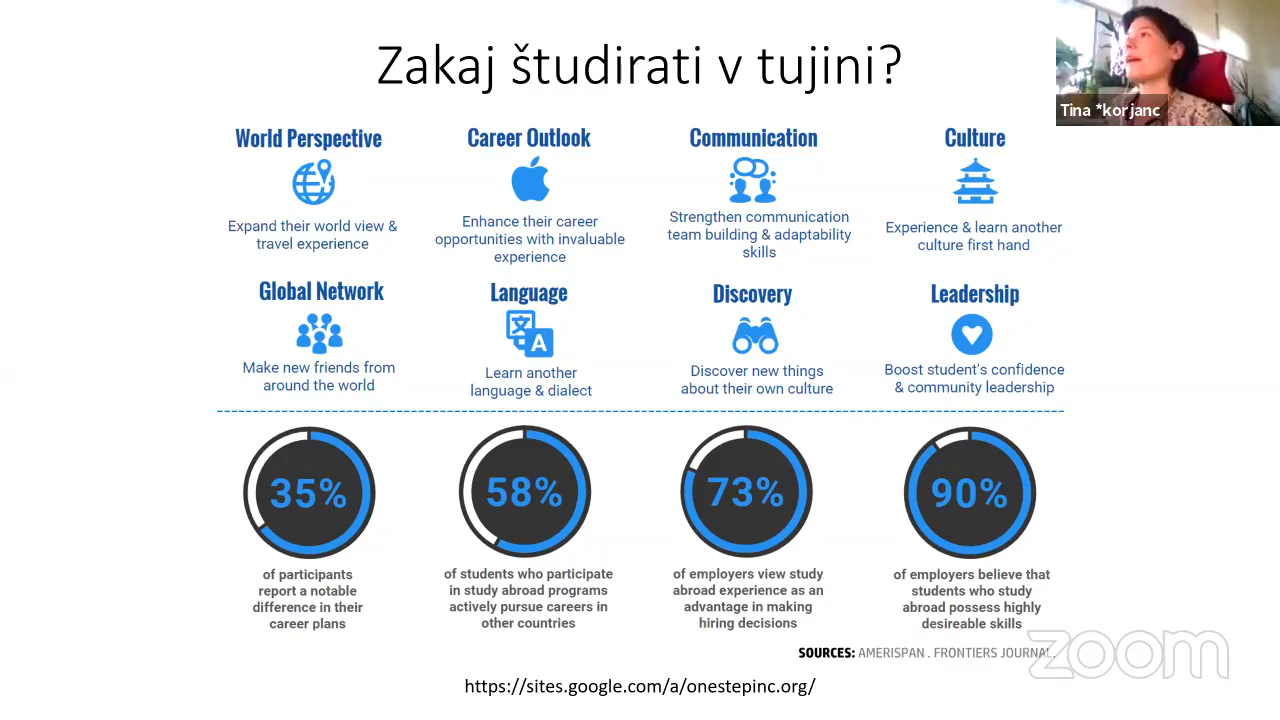 Zakaj študirati v tujini?
Tina *korjanc
World Perspective
Expand their world view &
travel experience
Career Outlook
Enhance their career
opportunities with invaluable
experience
Communication
Strengthen communication
team building & adaptability
skills
Culture
Experience & learn another
culture first hand
Global Network
Make new friends from
around the world
Language
文
A
Learn another
language & dialect
Discovery
Discover new things
about their own culture
Leadership
Boost student's confidence
& community leadership
35%
of participants
report a notable
difference in their
career plans
58%
of students who participate
in study abroad programs
actively pursue careers in
other countries
73%
of employers view study
abroad experience as an
advantage in making
hiring decisions
90%
of employers believe that
students who study
abroad possess highly
desireable skills
SOURCES: AMERISPAN . FRONTIERS JOURNAL.
zoom
https://sites.google.com/a/onestepinc.org/